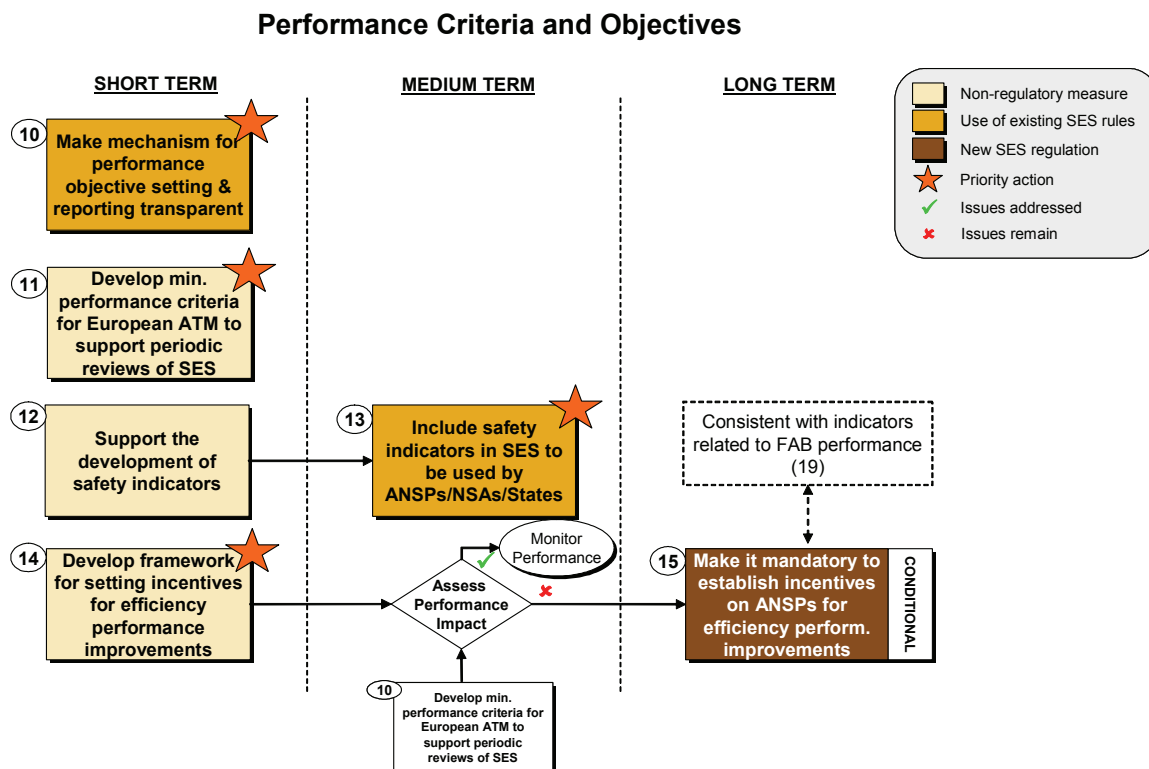 Performance Criteria and Objectives
SHORT TERM
MEDIUM TERM
LONG TERM
Non-regulatory measure
Use of existing SES rules
New SES regulation
Priority action
Issues addressed
Issues remain
10
Make mechanism for
performance
objective setting &
reporting transparent
11
Develop min.
performance criteria
for European ATM to
support periodic
reviews of SES
12
Support the
development of
safety indicators
13
Include safety
indicators in SES to
be used by
ANSPs/NSAs/States
Consistent with indicators
related to FAB performance
(19)
14
Develop framework
for setting incentives
for efficiency
performance
improvements
Monitor
Performance
Assess
Performance
Impact
15
Make it mandatory to
establish incentives
on ANSPs for
efficiency perform.
improvements
CONDITIONAL
10
Develop min.
performance criteria for
European ATM to
support periodic
reviews of SES